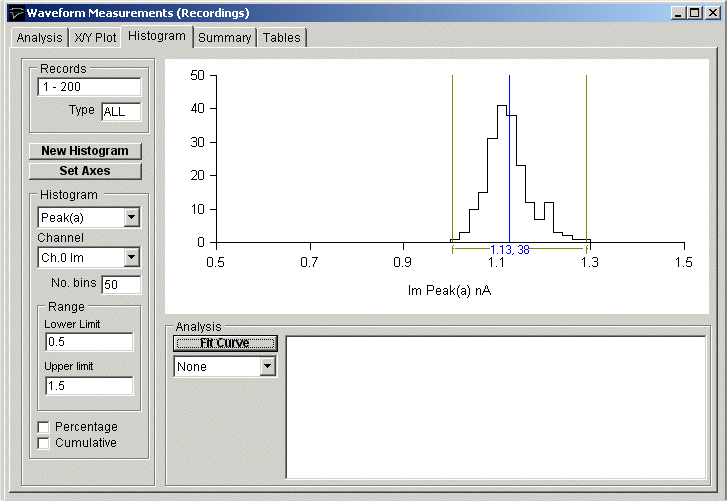 Waveform Measurements (Recordings)
Analysis X/Y Plot Histogram Summary Tables
Records
1 - 200
Type ALL
New Histogram
Set Axes
Histogram
Peak(a)
Channel
Ch.0 Im
No. bins 50
Range
Lower Limit
0.5
Upper limit
1.5
Percentage
Cumulative
50
40
30
20
10
0
1.13, 38
0.5 0.7 0.9 1.1 1.3 1.5
Im Peak(a) nA
Analysis
Fit Curve
None